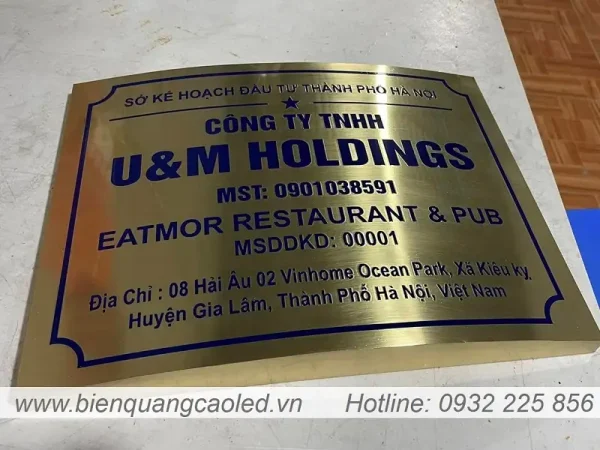 SỞ KẾ HOẠCH ĐẦU TƯ THÀNH PHỐ HÀ NỘI
CÔNG TY TNHH
U&M HOLDINGS
MST: 0901038591
EATMOR RESTAURANT & PUB
MSDDKD: 00001
Địa Chỉ : 08 Hải Âu 02 Vinhome Ocean Park, Xã Kiêu kỵ,
Huyện Gia Lâm, Thành Phố Hà Nội, Việt Nam
www.bienquangcaoled.vn Hotline: 0932 225 856